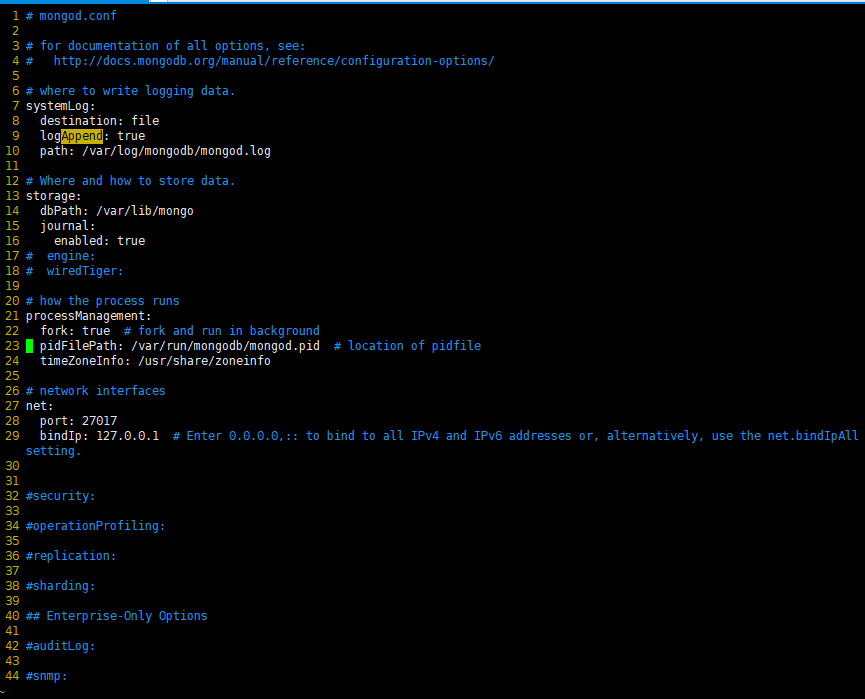 1 # mongod.conf
2
3 # for documentation of all options, see:
4 #   http://docs.mongodb.org/manual/reference/configuration-options/
5
6 # where to write logging data.
7 systemLog:
8   destination: file
9   logAppend: true
10   path: /var/log/mongodb/mongod.log
11
12 # Where and how to store data.
13 storage:
14   dbPath: /var/lib/mongo
15   journal:
16     enabled: true
17 #  engine:
18 #  wiredTiger:
19
20 # how the process runs
21 processManagement:
22   fork: true  # fork and run in background
23   pidFilePath: /var/run/mongodb/mongod.pid  # location of pidfile
24   timeZoneInfo: /usr/share/zoneinfo
25
26 # network interfaces
27 net:
28   port: 27017
29   bindIp: 127.0.0.1  # Enter 0.0.0.0,:: to bind to all IPv4 and IPv6 addresses or, alternatively, use the net.bindIpAll
setting.
30
31
32 #security:
33
34 #operationProfiling:
35
36 #replication:
37
38 #sharding:
39
40 ## Enterprise-Only Options
41
42 #auditLog:
43
44 #snmp:
~